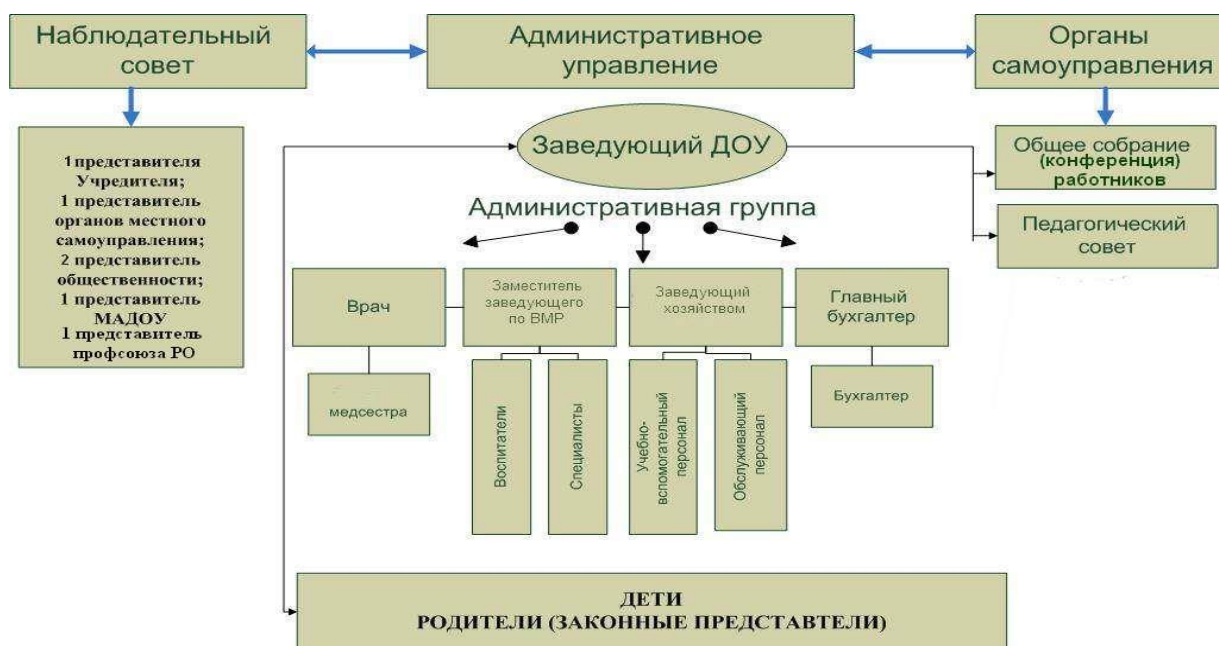 Наблюдательный
совет
Административное
управление
Органы
самоуправления
1 представителя
Учредителя;
1 представитель
органов местного
самоуправления;
2 представитель
общественности;
1 представитель
МАДОУ
1 представитель
профсоюза РО
Заведующий ДОУ
Общее собрание
(конференция)
работников
Педагогический
совет
Административная группа
Врач
Заместитель
заведующего
по ВМР
Заведующий
хозяйством
Главный
бухгалтер
медсестра
Воспитатели
Специалисты
Учебно-
вспомогательный
персонал
Обслуживающий
персонал
Бухгалтер
ДЕТИ
РОДИТЕЛИ (ЗАКОННЫЕ ПРЕДСТАВТЕЛИ)